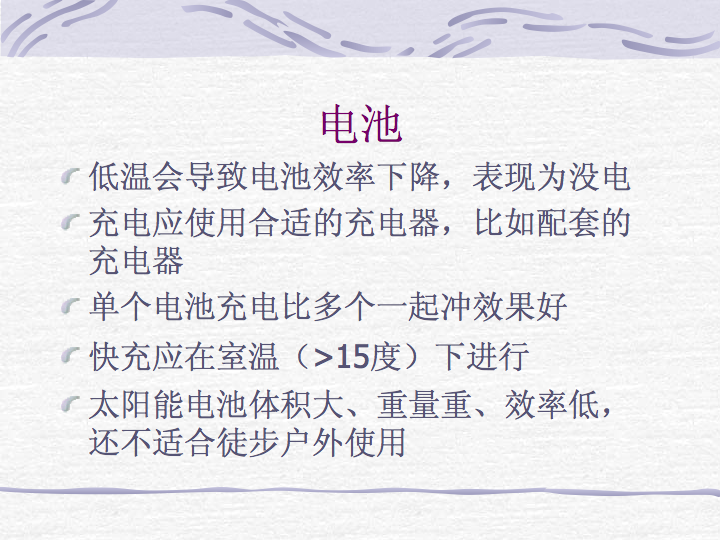 电池
低温会导致电池效率下降，表现为没电
充电应使用合适的充电器，比如配套的
充电器
单个电池充电比多个一起冲效果好
快充应在室温（>15度）下进行
太阳能电池体积大、重量重、效率低，
还不适合徒步户外使用